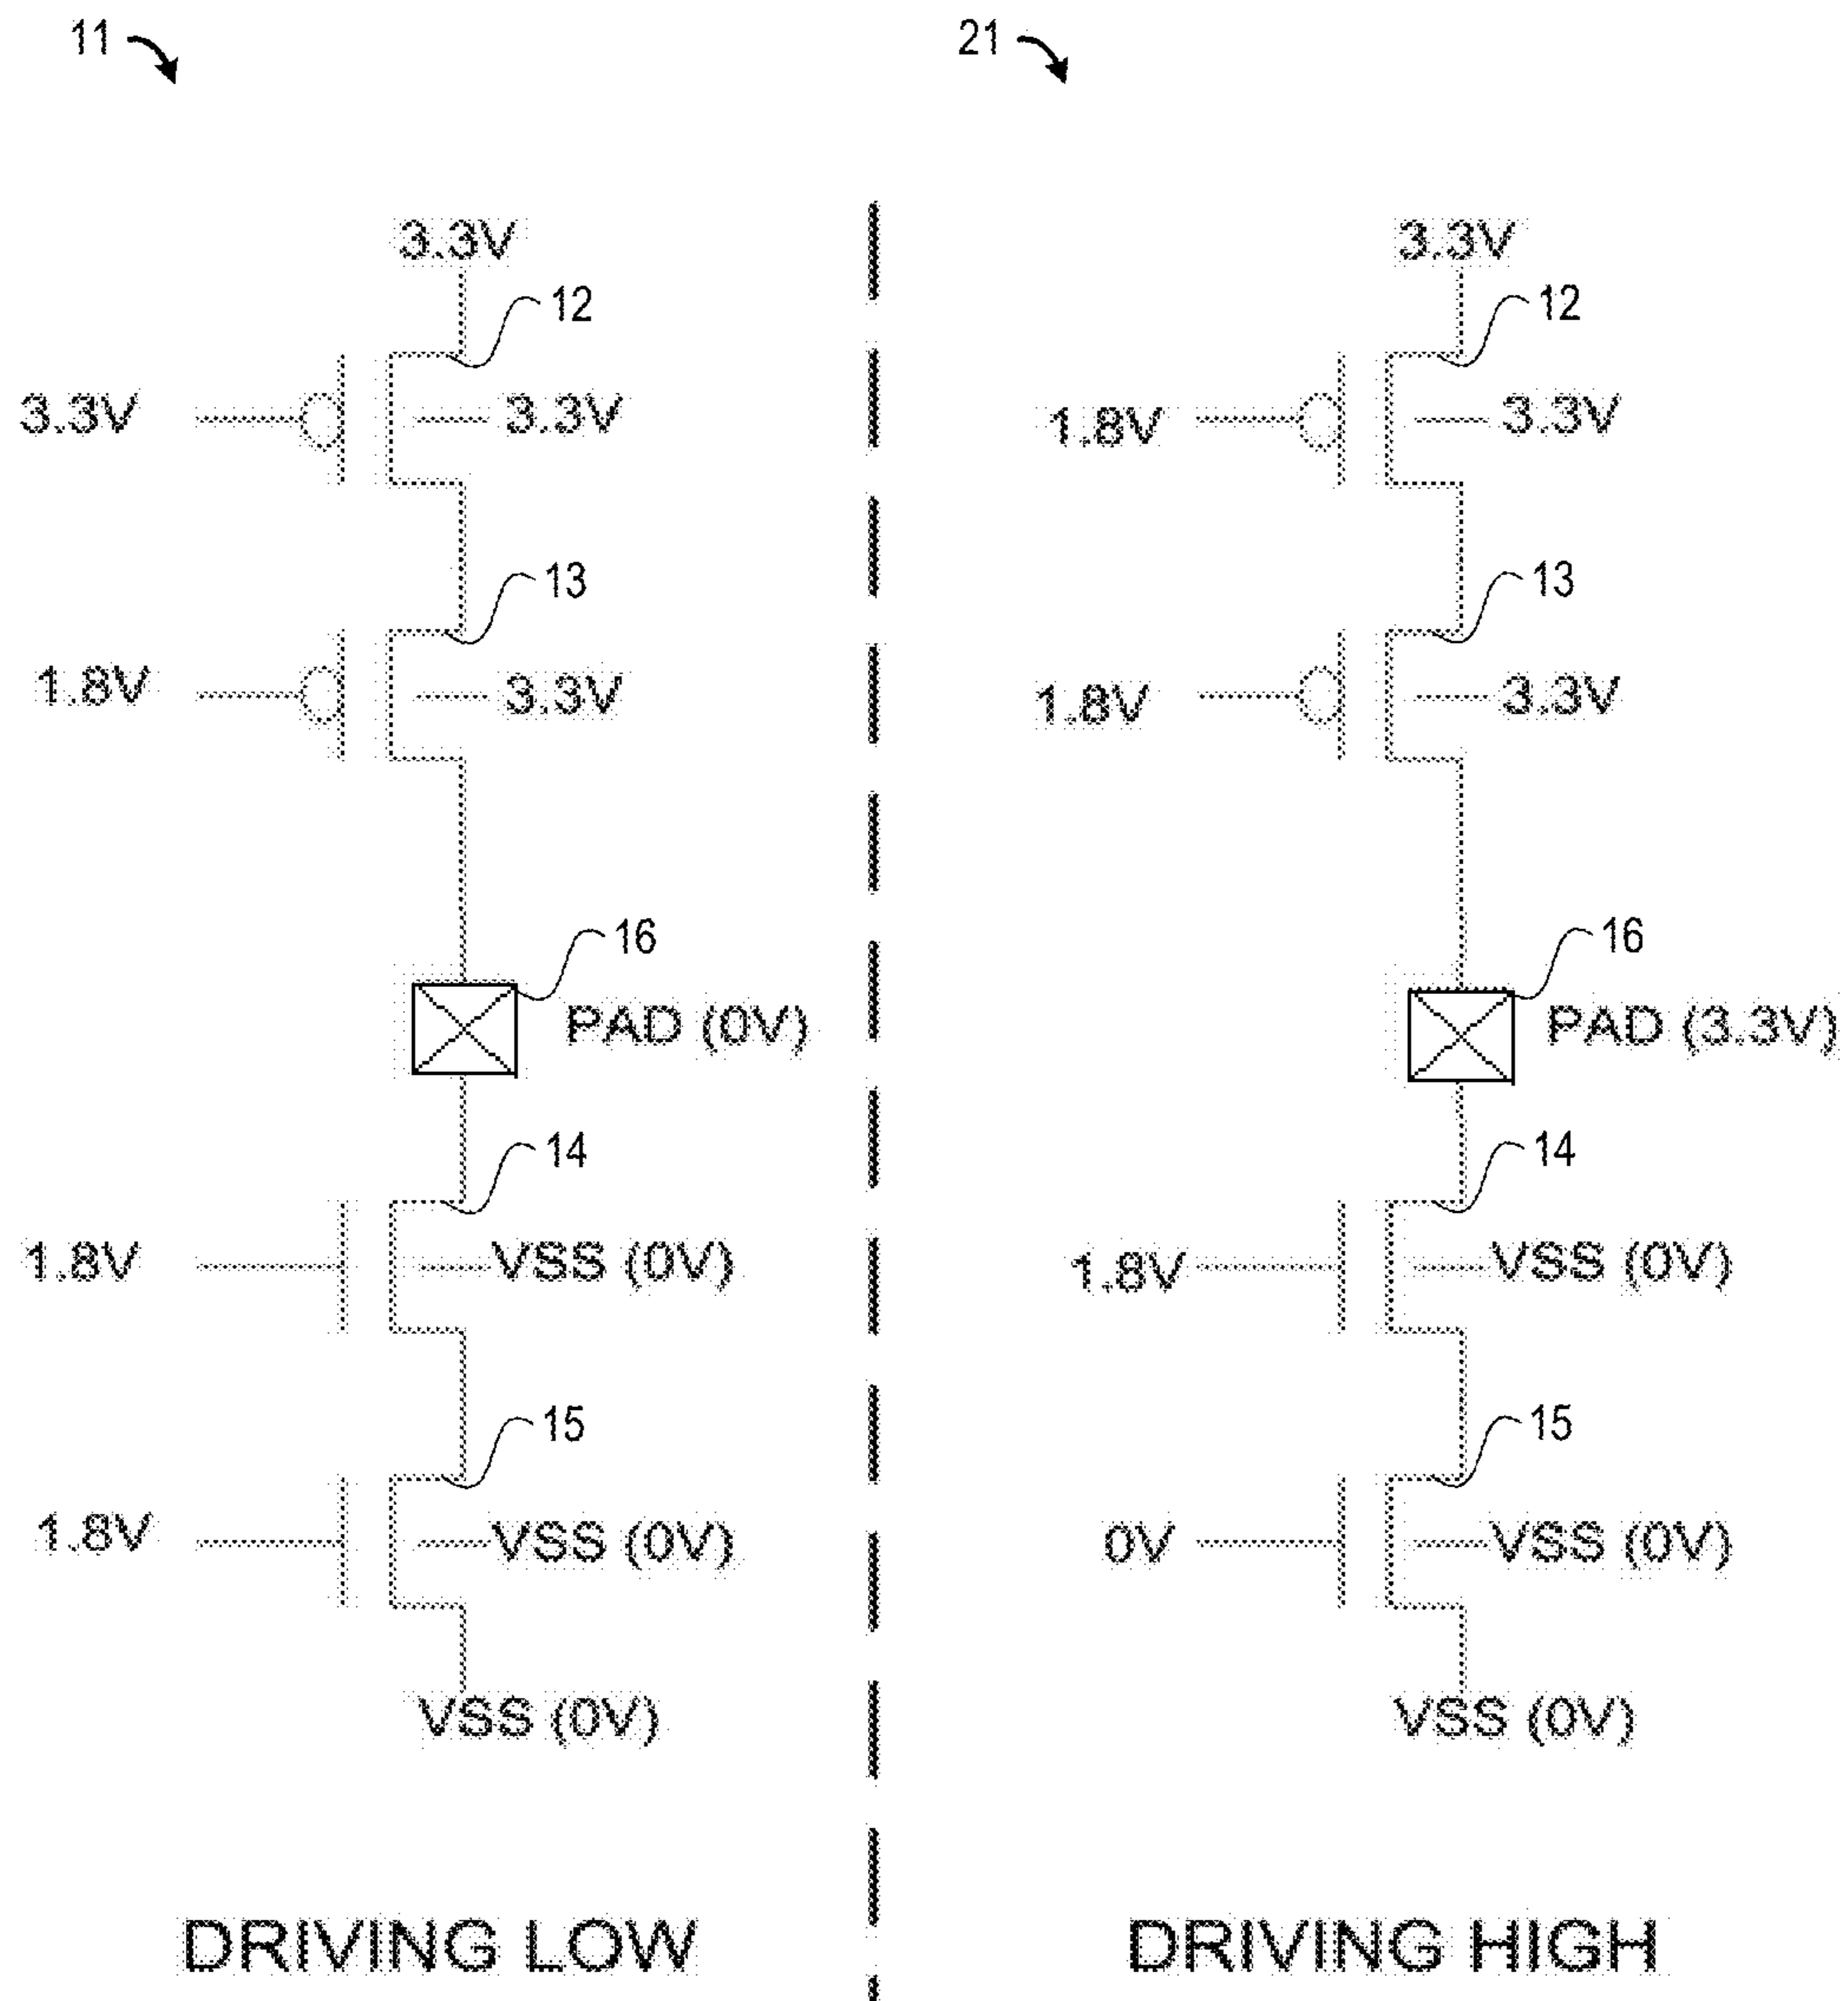 11
3.3V
12
3.3V
3.3V
13
1.8V
3.3V
16
PAD (0V)
14
1.8V
VSS (0V)
15
1.8V
VSS (0V)
VSS (0V)
DRIVING LOW
21
3.3V
12
1.8V
3.3V
13
1.8V
3.3V
16
PAD (3.3V)
14
1.8V
VSS (0V)
15
0V
VSS (0V)
VSS (0V)
DRIVING HIGH